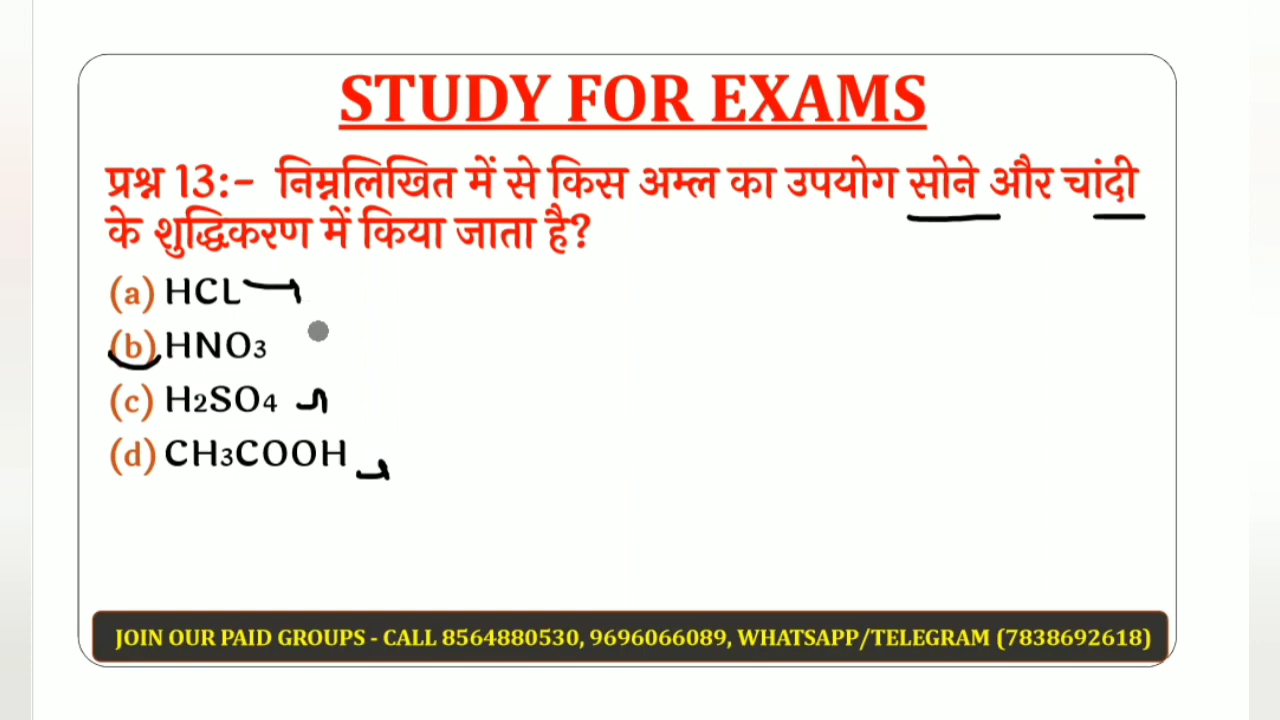 STUDY FOR EXAMS
प्रश्न 13:- निम्नलिखित में से किस अम्ल का उपयोग सोने और चांदी
के शुद्धिकरण में किया जाता है?
(a) HCL
(b) HNO3
(c) H2SO4
(d) CH3COOH
JOIN OUR PAID GROUPS - CALL 8564880530, 9696066089, WHATSAPP/TELEGRAM (7838692618)